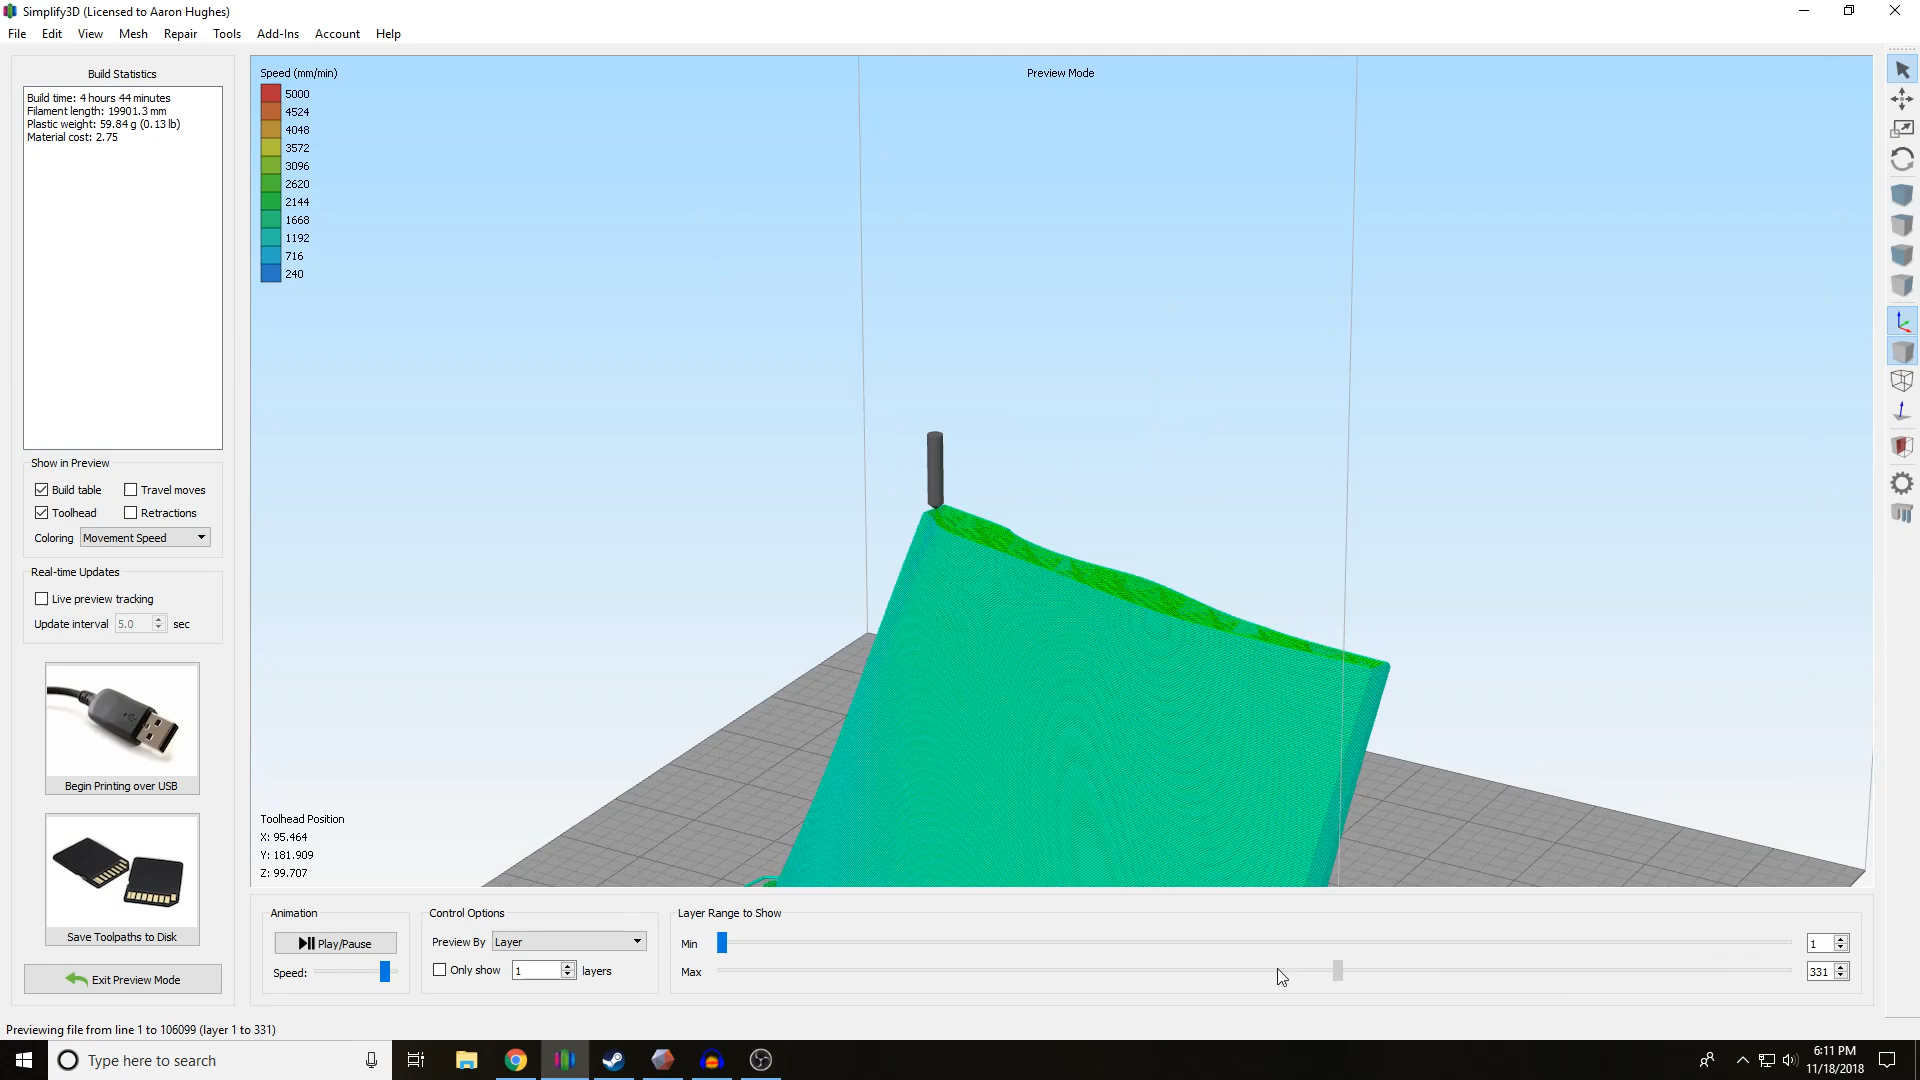 Simplify3D (Licensed to Aaron Hughes)
File Edit View Mesh Repair Tools Add-Ins Account Help
Build Statistics
Build time: 4 hours 44 minutes
Filament length: 19901.3 mm
Plastic weight: 59.84 g (0.13 lb)
Material cost: 2.75
Show in Preview
Build table Travel moves
Toolhead Retractions
Coloring Movement Speed
Real-time Updates
Live preview tracking
Update interval 5.0 sec
Begin Printing over USB
Save Toolpaths to Disk
Exit Preview Mode
Speed (mm/min)
5000
4524
4048
3572
3096
2620
2144
1668
1192
716
240
Preview Mode
Toolhead Position
X: 95.464
Y: 181.909
Z: 99.707
Animation
Play/Pause
Speed:
Control Options
Preview By Layer
Only show 1 layers
Layer Range to Show
Min 1
Max 331
Previewing file from line 1 to 106099 (layer 1 to 331)
Type here to search
6:11 PM
11/18/2018